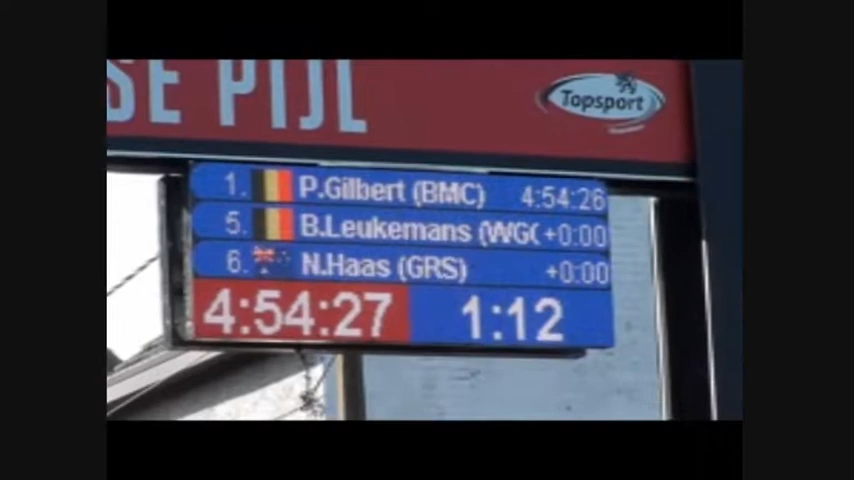 SE PIJL
Topsport
1. P.Gilbert (BMC) 4:54:26
5. B.Leukemans (WG( +0:00
6. N.Haas (GRS) +0:00
4:54:27 1:12